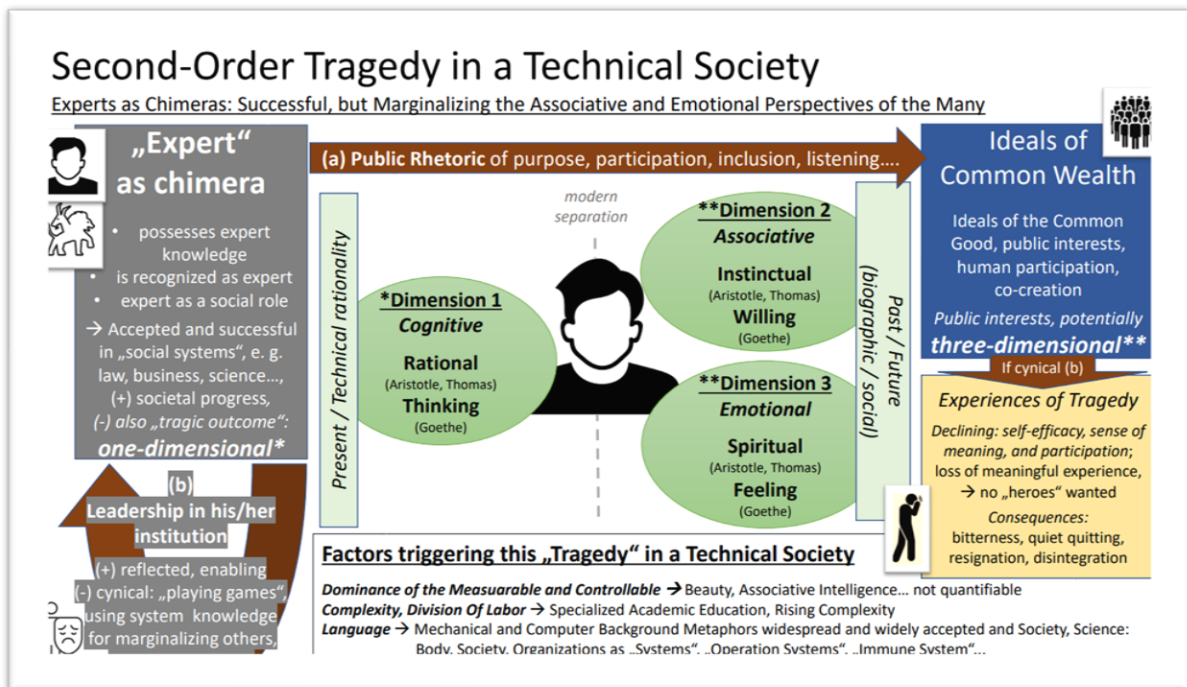 Second-Order Tragedy in a Technical Society
Experts as Chimeras: Successful, but Marginalizing the Associative and Emotional Perspectives of the Many
„Expert“
as chimera
• possesses expert
knowledge
• is recognized as expert
• expert as a social role
→ Accepted and successful
in „social systems“, e. g.
law, business, science…,
(+) societal progress,
(-) also „tragic outcome“:
one-dimensional*
(b)
Leadership in his/her
institution
(+) reflected, enabling
(-) cynical: „playing games“,
using system knowledge
for marginalizing others,
(a) Public Rhetoric of purpose, participation, inclusion, listening….
Present / Technical rationality
*Dimension 1
Cognitive
Rational
(Aristotle, Thomas)
Thinking
(Goethe)
modern
separation
**Dimension 2
Associative
Instinctual
(Aristotle, Thomas)
Willing
(Goethe)
**Dimension 3
Emotional
Spiritual
(Aristotle, Thomas)
Feeling
(Goethe)
Past / Future
(biographic / social)
Ideals of
Common Wealth
Ideals of the Common
Good, public interests,
human participation,
co-creation
Public interests, potentially
three-dimensional**
If cynical (b)
Experiences of Tragedy
Declining: self-efficacy, sense of
meaning, and participation;
loss of meaningful experience,
→ no „heroes“ wanted
Consequences:
bitterness, quiet quitting,
resignation, disintegration
Factors triggering this „Tragedy“ in a Technical Society
Dominance of the Measuarable and Controllable → Beauty, Associative Intelligence… not quantifiable
Complexity, Division Of Labor → Specialized Academic Education, Rising Complexity
Language → Mechanical and Computer Background Metaphors widespread and widely accepted and Society, Science:
Body, Society, Organizations as „Systems“, „Operation Systems“, „Immune System“…